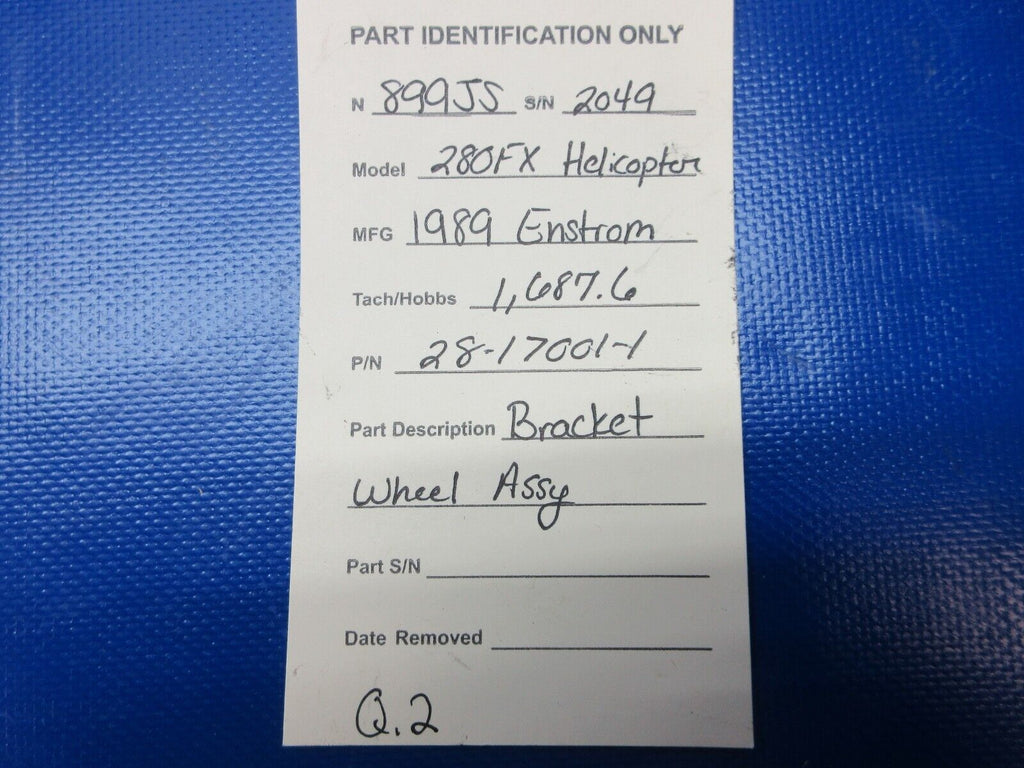 PART IDENTIFICATION ONLY
N 899JS S/N 2049
Model 280FX Helicopter
MFG 1989 Enstrom
Tach/Hobbs 1,687.6
P/N 28-17001-1
Part Description Bracket
Wheel Assy
Part S/N
Date Removed
Q.2